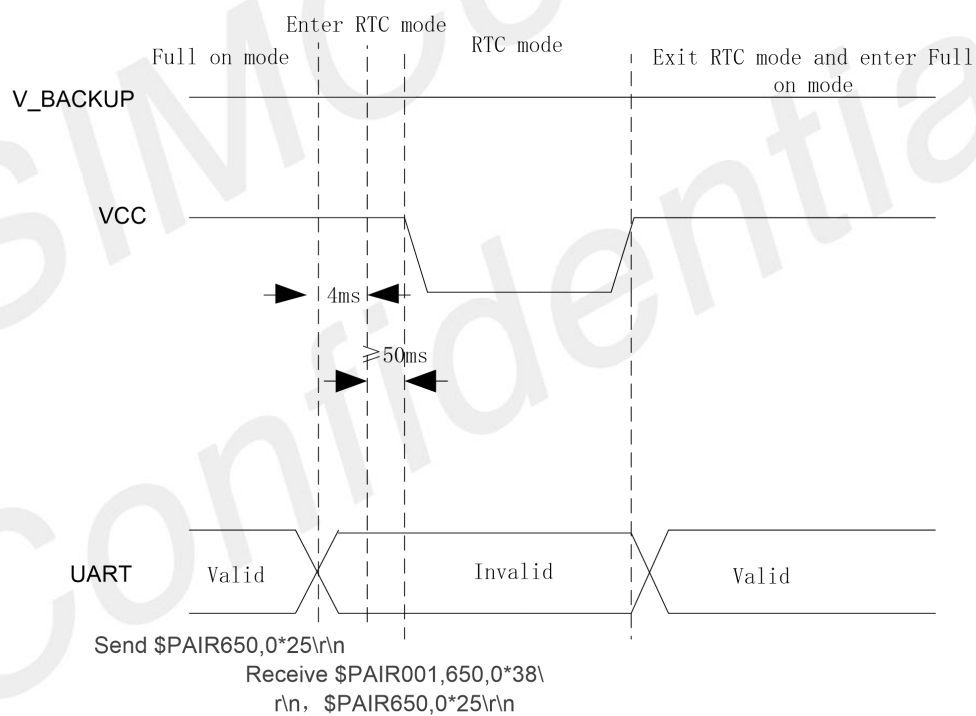 Enter RTC mode
Full on mode
RTC mode
Exit RTC mode and enter Full
on mode
V_BACKUP
VCC
4ms
≥50ms
UART
Valid
Invalid
Valid
Send $PAIR650,0*25\r\n
Receive $PAIR001,650,0*38\
r\n, $PAIR650,0*25\r\n
Confidentia